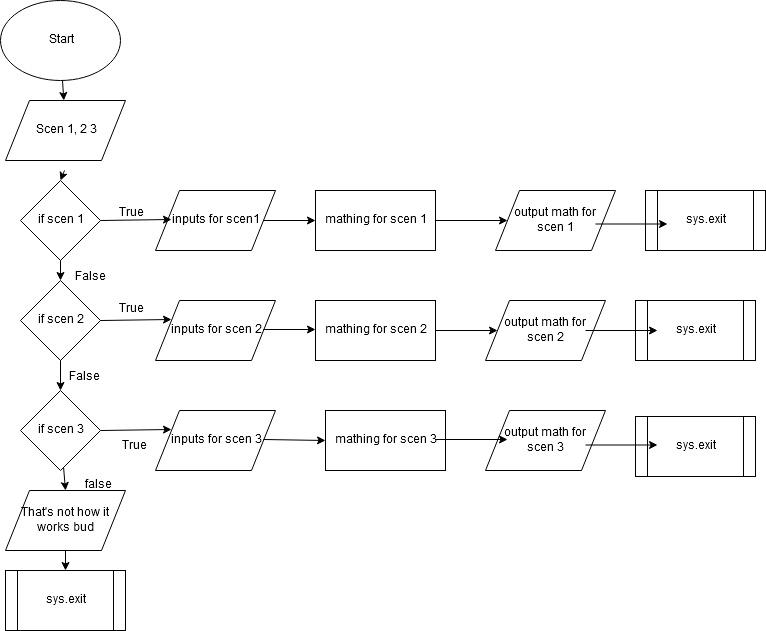 Start
Scen 1, 2 3
if scen 1
True
inputs for scen1
mathing for scen 1
output math for
scen 1
sys.exit
False
if scen 2
True
inputs for scen 2
mathing for scen 2
output math for
scen 2
sys.exit
False
if scen 3
True
inputs for scen 3
mathing for scen 3
output math for
scen 3
sys.exit
false
That's not how it
works bud
sys.exit